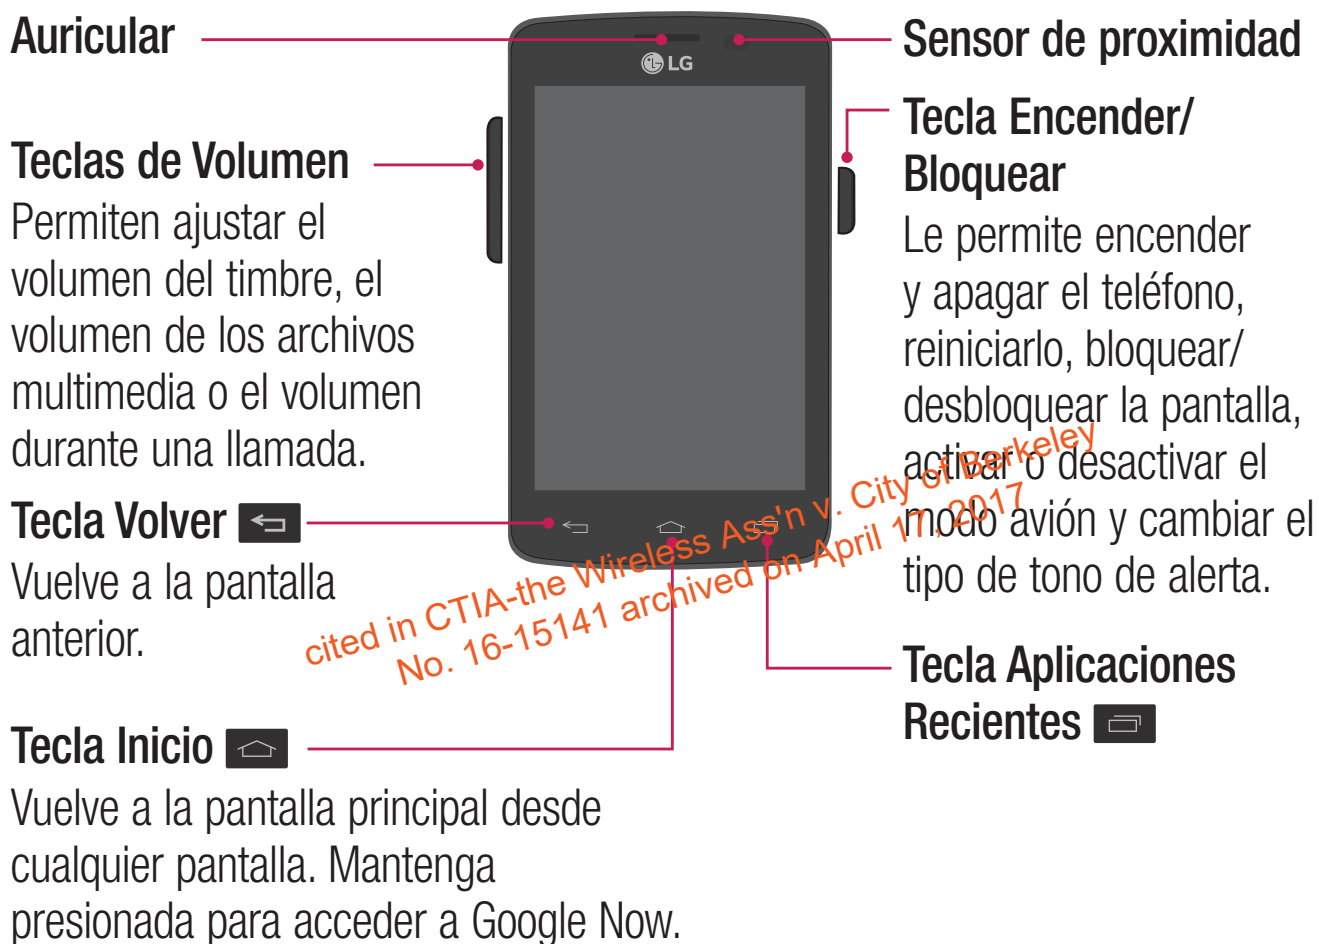 Auricular
LG
Sensor de proximidad
Teclas de Volumen
Permiten ajustar el
volumen del timbre, el
volumen de los archivos
multimedia o el volumen
durante una llamada.
Tecla Encender/
Bloquear
Le permite encender
y apagar el teléfono,
reiniciarlo, bloquear/
desbloquear la pantalla,
activar o desactivar el
modo avión y cambiar el
tipo de tono de alerta.
Tecla Volver
Vuelve a la pantalla
anterior.
cited in CTIA-the Wireless Ass'n v. City of Berkeley
No. 16-15141 archived on April 17, 2017
Tecla Aplicaciones
Recientes
Tecla Inicio
Vuelve a la pantalla principal desde
cualquier pantalla. Mantenga
presionada para acceder a Google Now.